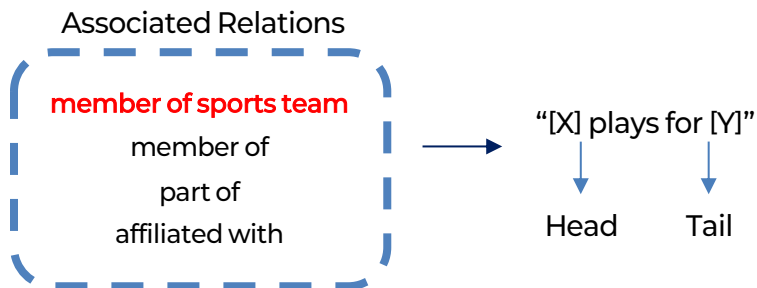 Associated Relations
member of sports team
member of
part of
affiliated with
“[X] plays for [Y]”
Head Tail